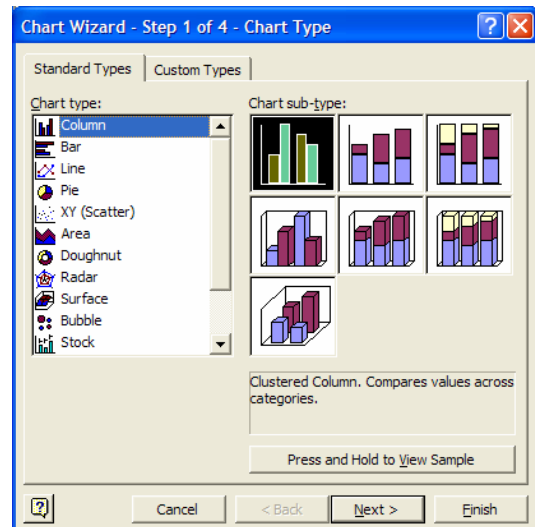 Chart Wizard - Step 1 of 4 - Chart Type
Standard Types
Custom Types
Chart type:
Column
Bar
Line
Pie
XY (Scatter)
Area
Doughnut
Radar
Surface
Bubble
Stock
Chart sub-type:
Clustered Column. Compares values across
categories.
Press and Hold to View Sample
Cancel
< Back
Next >
Finish